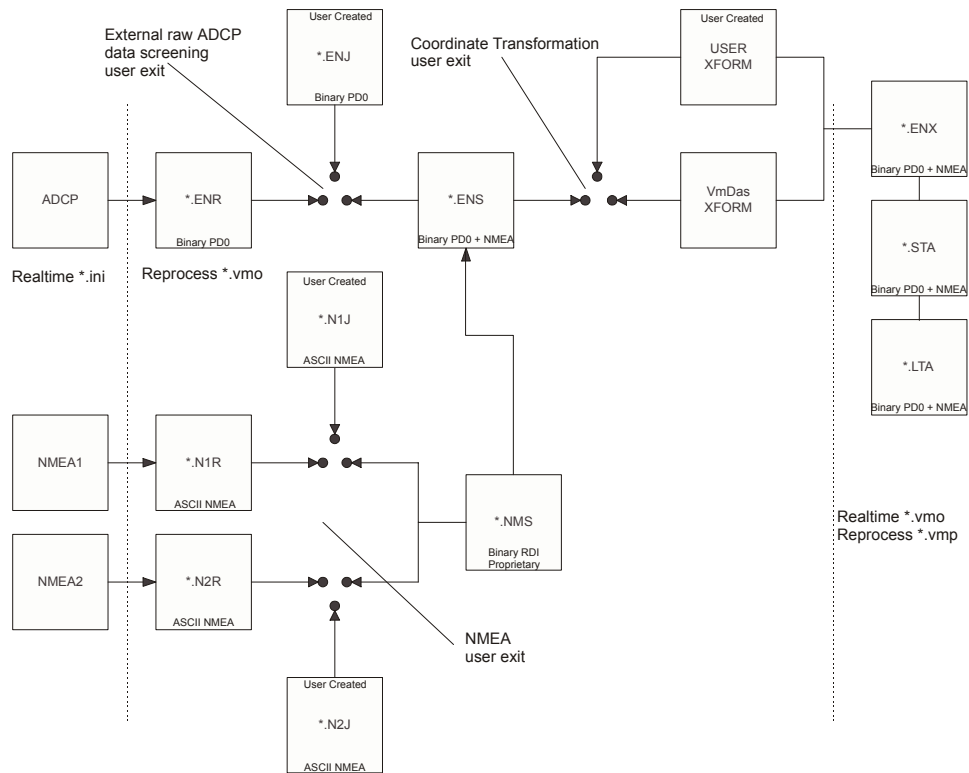 User Created
*.ENJ
Binary PD0
External raw ADCP
data screening
user exit
Coordinate Transformation
user exit
User Created
USER
XFORM
ADCP
*.ENR
Binary PD0
*.ENS
Binary PD0 + NMEA
VmDas
XFORM
*.ENX
Binary PD0 + NMEA
*.STA
Binary PD0 + NMEA
*.LTA
Binary PD0 + NMEA
Realtime *.ini
Reprocess *.vmo
User Created
*.N1J
ASCII NMEA
NMEA1
*.N1R
ASCII NMEA
*.NMS
Binary RDI
Proprietary
Realtime *.vmo
Reprocess *.vmp
NMEA2
*.N2R
ASCII NMEA
NMEA
user exit
User Created
*.N2J
ASCII NMEA